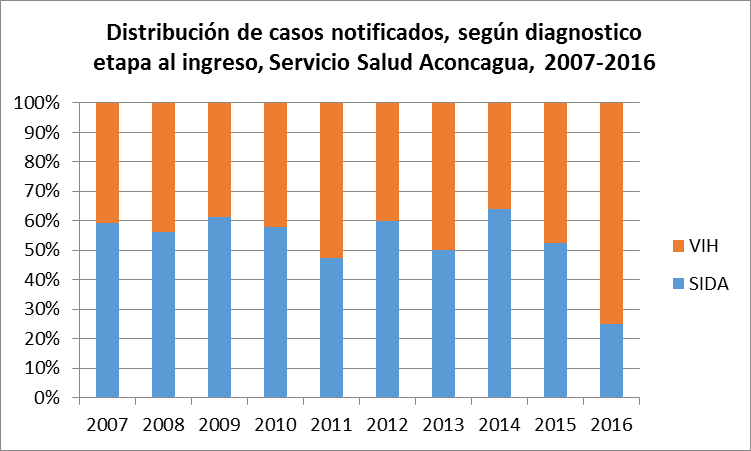 Distribución de casos notificados, según diagnostico
etapa al ingreso, Servicio Salud Aconcagua, 2007-2016
100%
90%
80%
70%
60%
50%
40%
30%
20%
10%
0%
VIH
SIDA
2007 2008 2009 2010 2011 2012 2013 2014 2015 2016